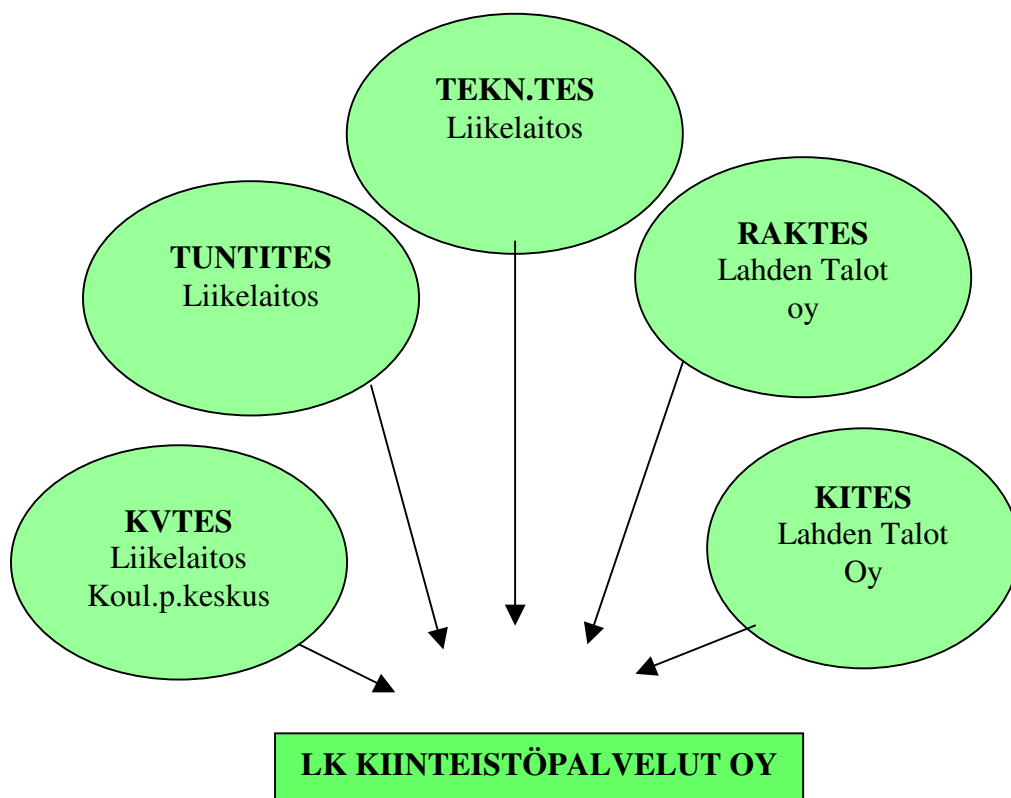 TEKN.TES
Liikelaitos
TUNTITES
Liikelaitos
RAKTES
Lahden Talot
oy
KVTES
Liikelaitos
Koul.p.keskus
KITES
Lahden Talot
Oy
LK KIINTEISTÖPALVELUT OY